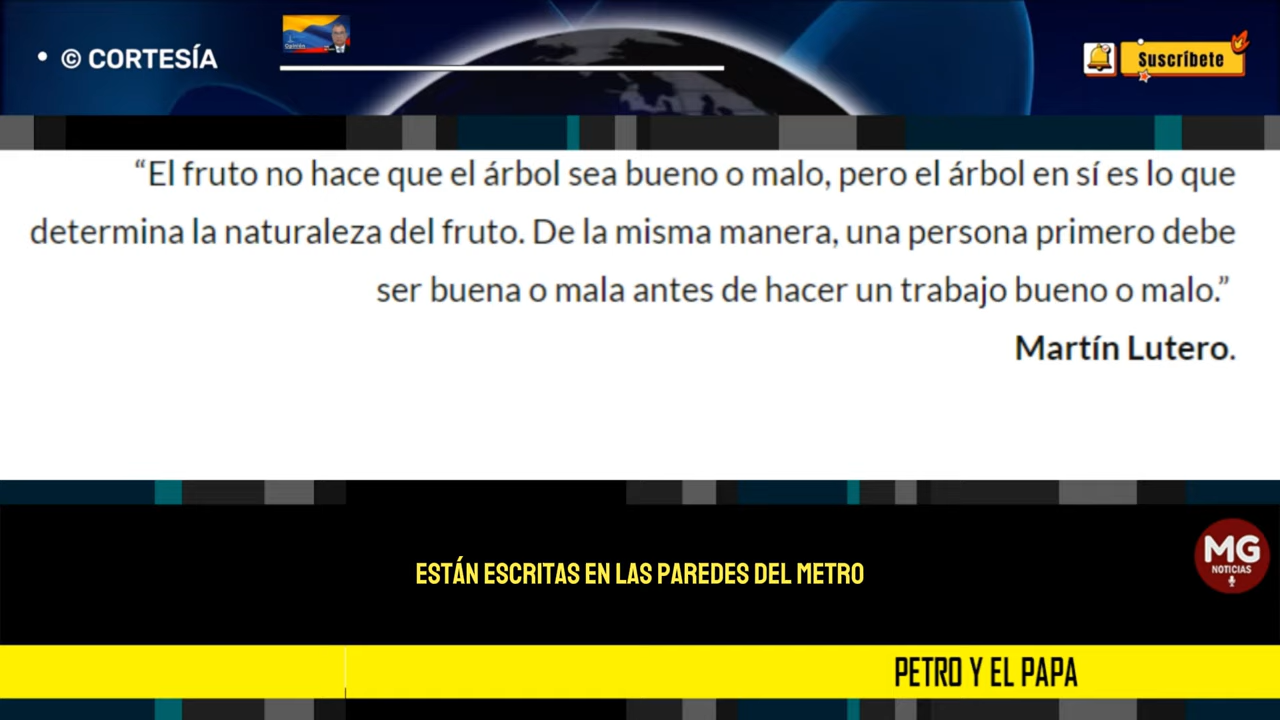 • © CORTESÍA
Opinión
Suscríbete
“El fruto no hace que el árbol sea bueno o malo, pero el árbol en sí es lo que
determina la naturaleza del fruto. De la misma manera, una persona primero debe
ser buena o mala antes de hacer un trabajo bueno o malo.”
Martín Lutero.
ESTÁN ESCRITAS EN LAS PAREDES DEL METRO
MG
NOTICIAS
PETRO Y EL PAPA